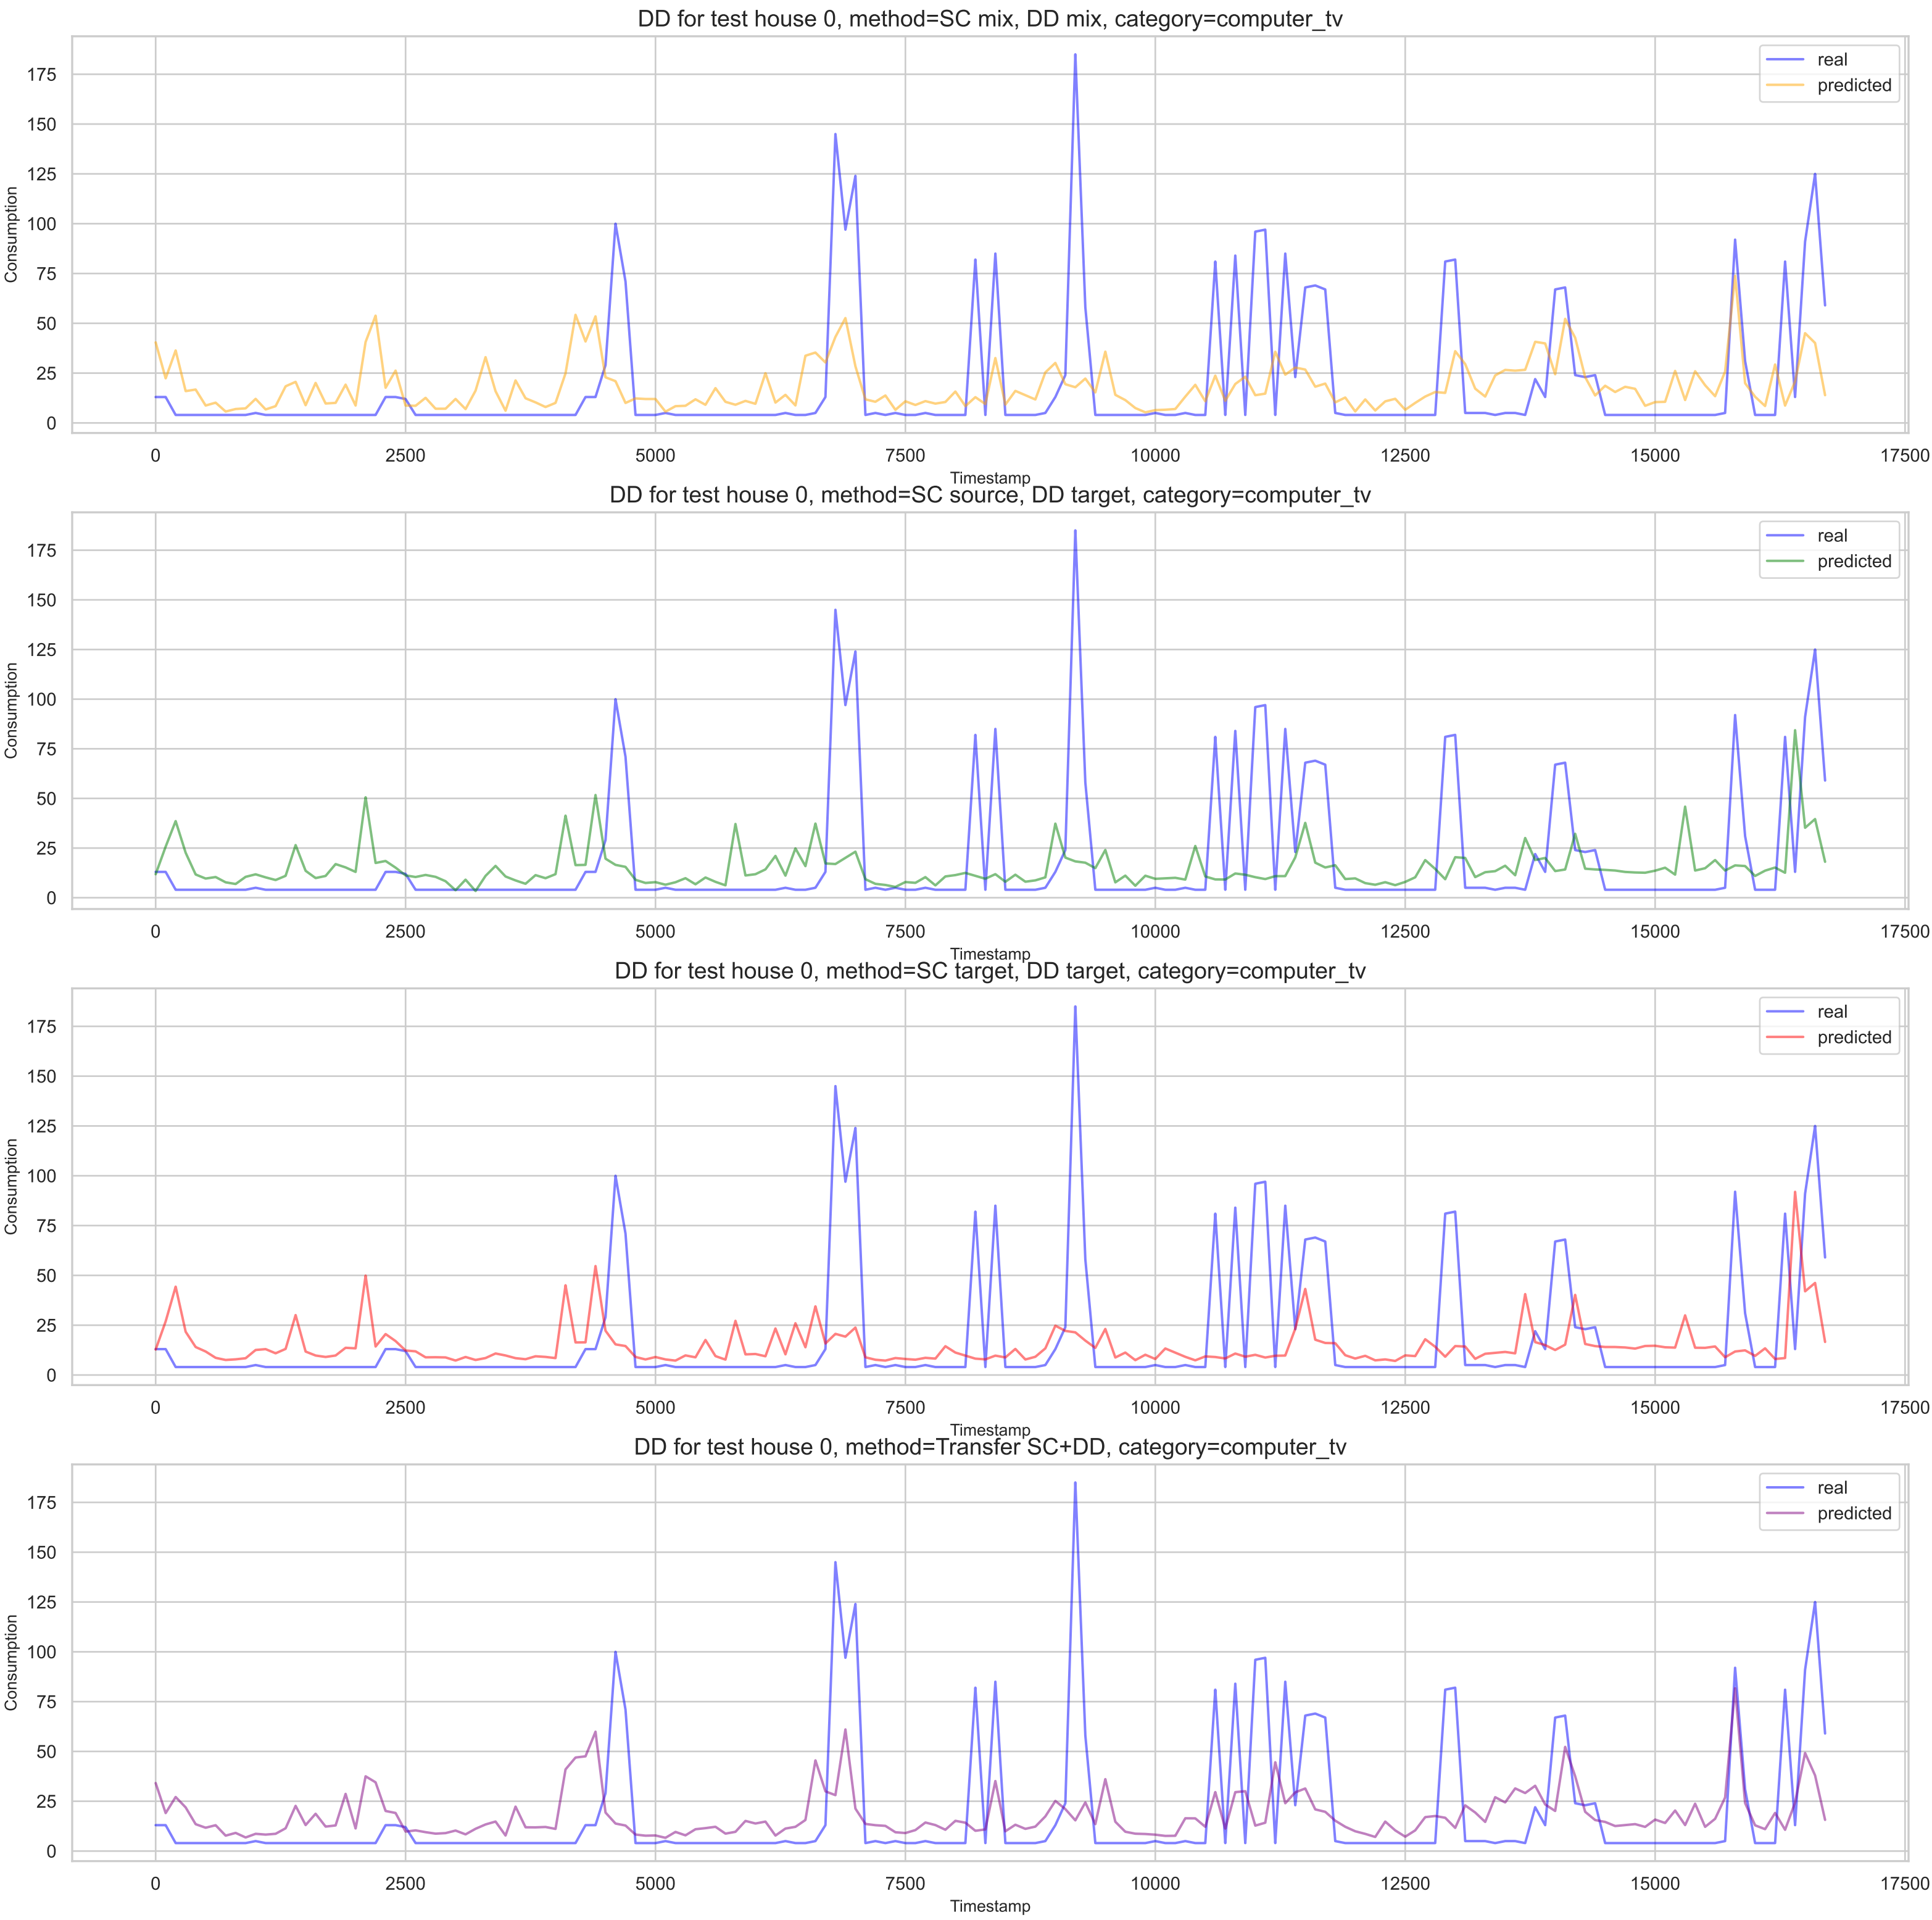 DD for test house 0, method=SC mix, DD mix, category=computer_tv
real
predicted
Consumption
175
150
125
100
75
50
25
0
0 2500 5000 7500 10000 12500 15000 17500
Timestamp
DD for test house 0, method=SC source, DD target, category=computer_tv
real
predicted
Consumption
175
150
125
100
75
50
25
0
0 2500 5000 7500 10000 12500 15000 17500
Timestamp
DD for test house 0, method=SC target, DD target, category=computer_tv
real
predicted
Consumption
175
150
125
100
75
50
25
0
0 2500 5000 7500 10000 12500 15000 17500
Timestamp
DD for test house 0, method=Transfer SC+DD, category=computer_tv
real
predicted
Consumption
175
150
125
100
75
50
25
0
0 2500 5000 7500 10000 12500 15000 17500
Timestamp